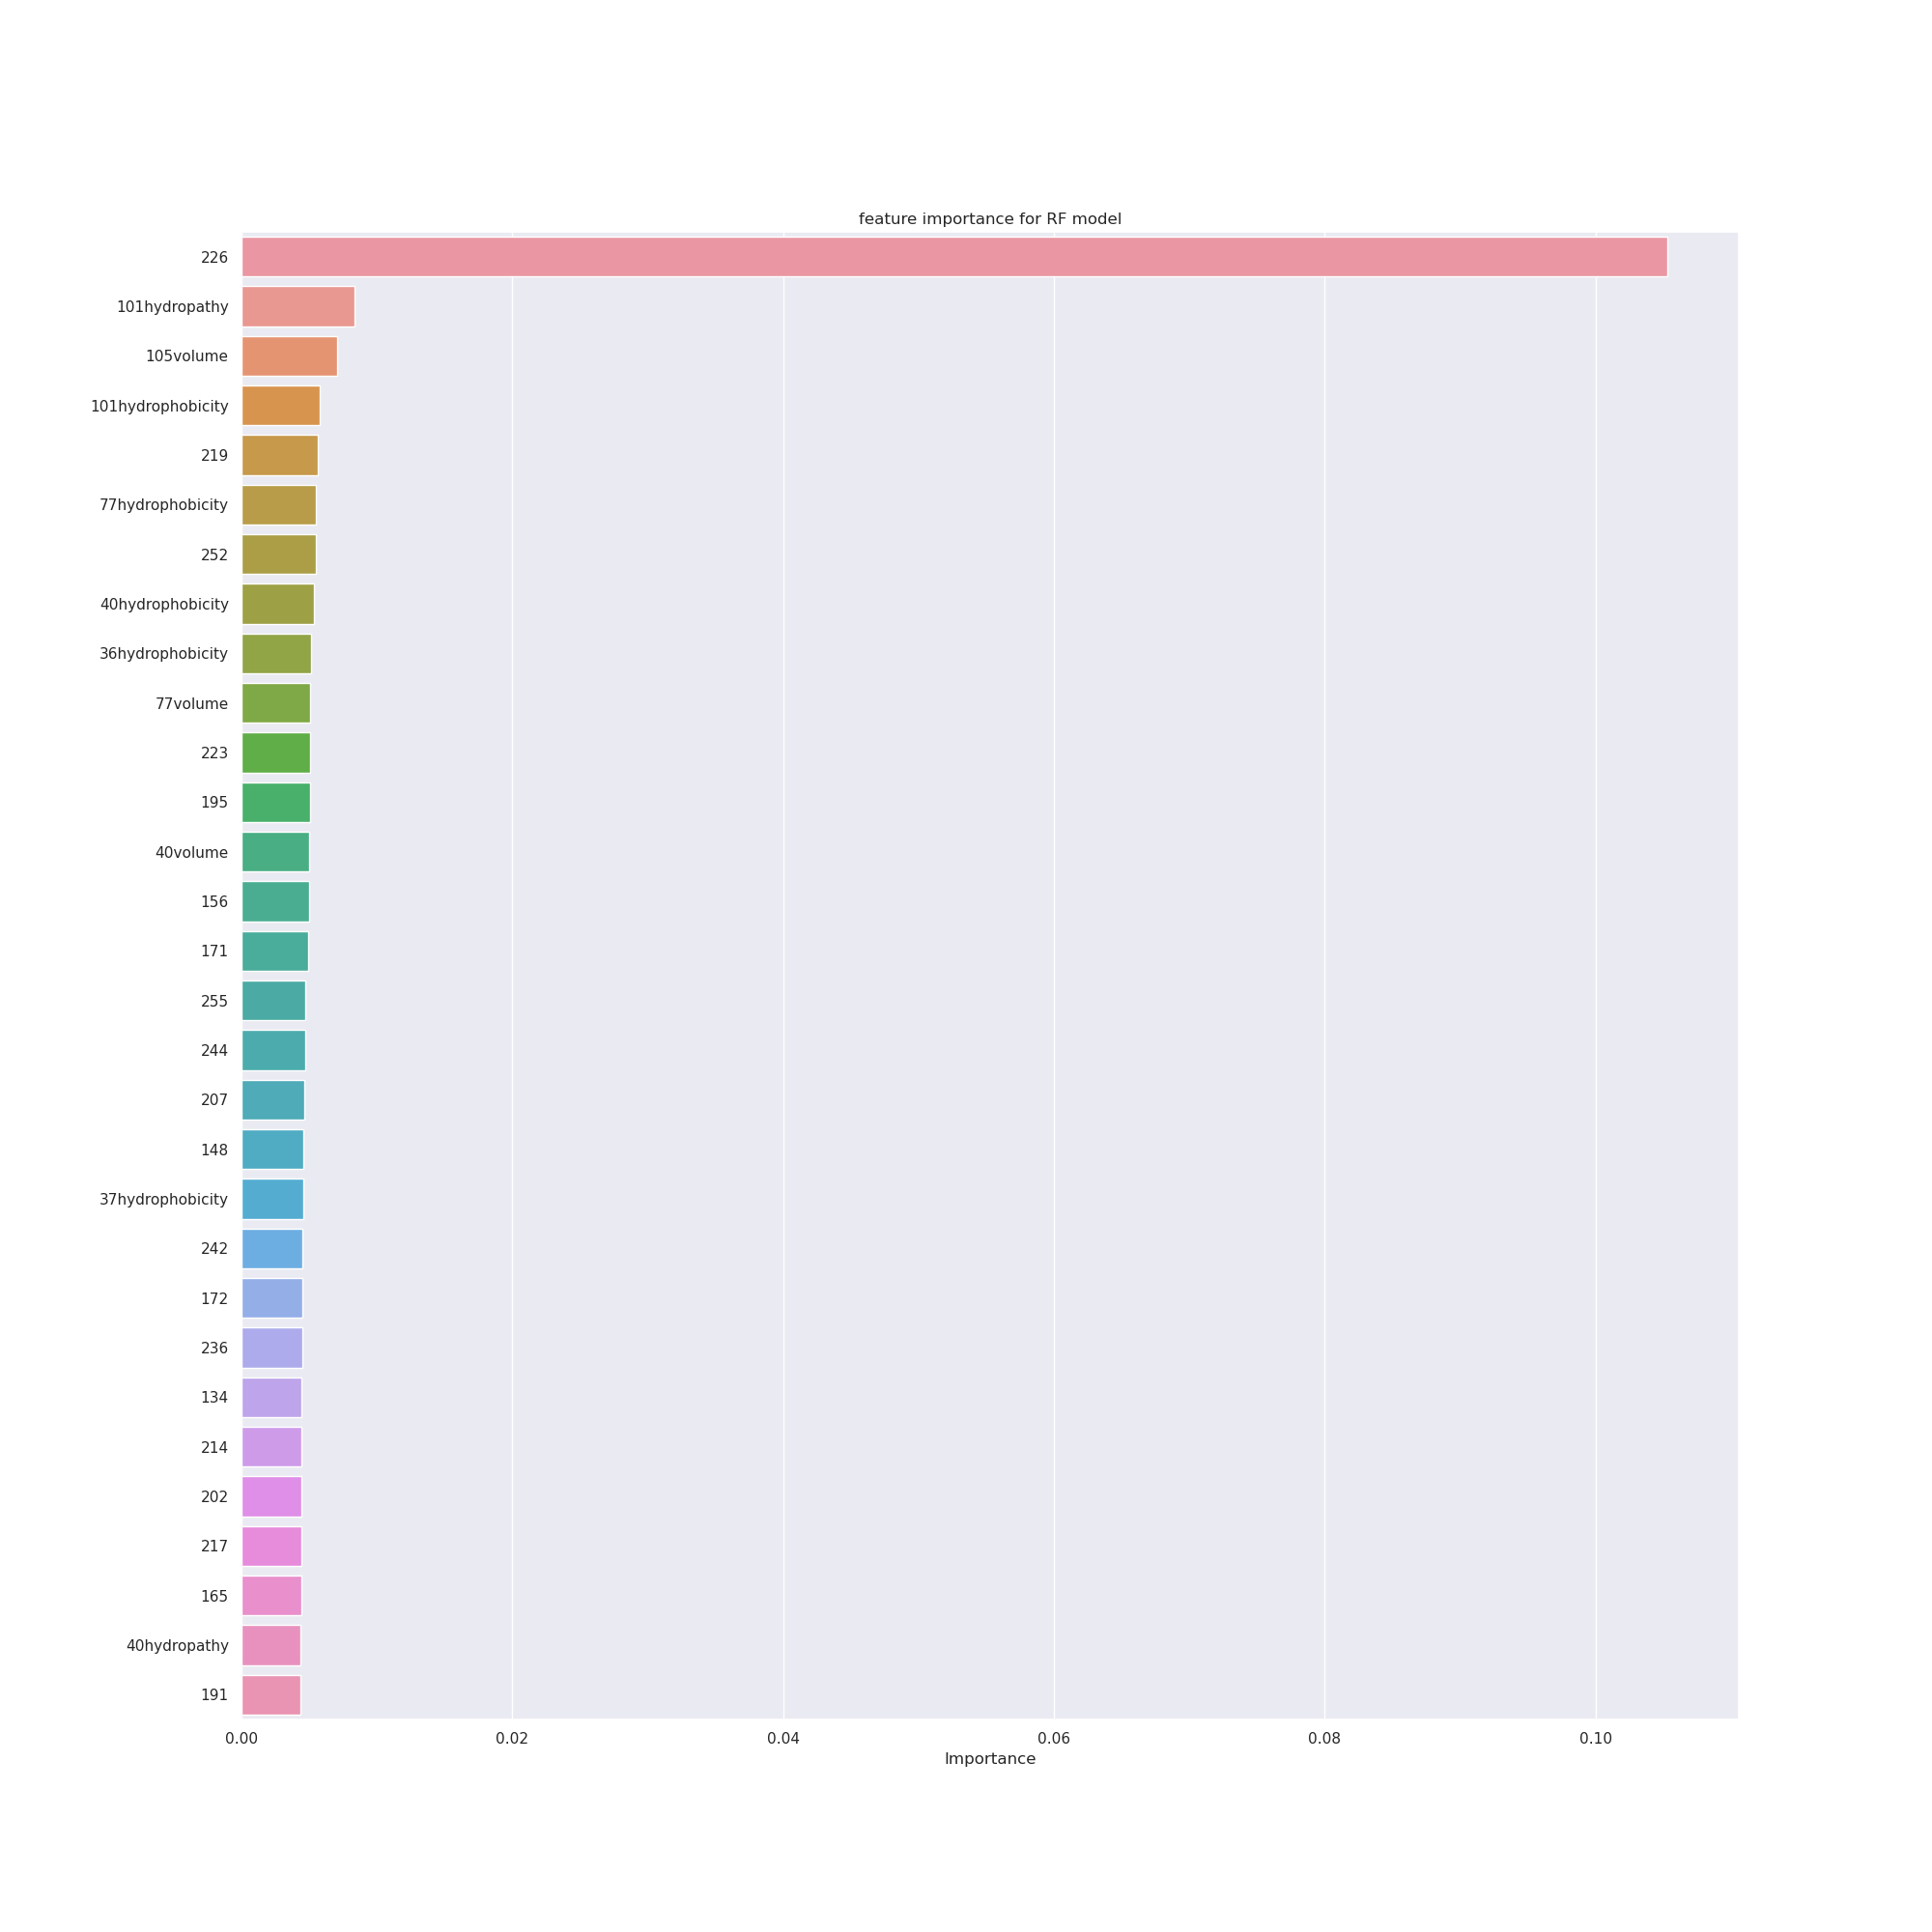 feature importance for RF model
226
101hydropathy
105volume
101hydrophobicity
219
77hydrophobicity
252
40hydrophobicity
36hydrophobicity
77volume
223
195
40volume
156
171
255
244
207
148
37hydrophobicity
242
172
236
134
214
202
217
165
40hydropathy
191
0.00 0.02 0.04 0.06 0.08 0.10
Importance